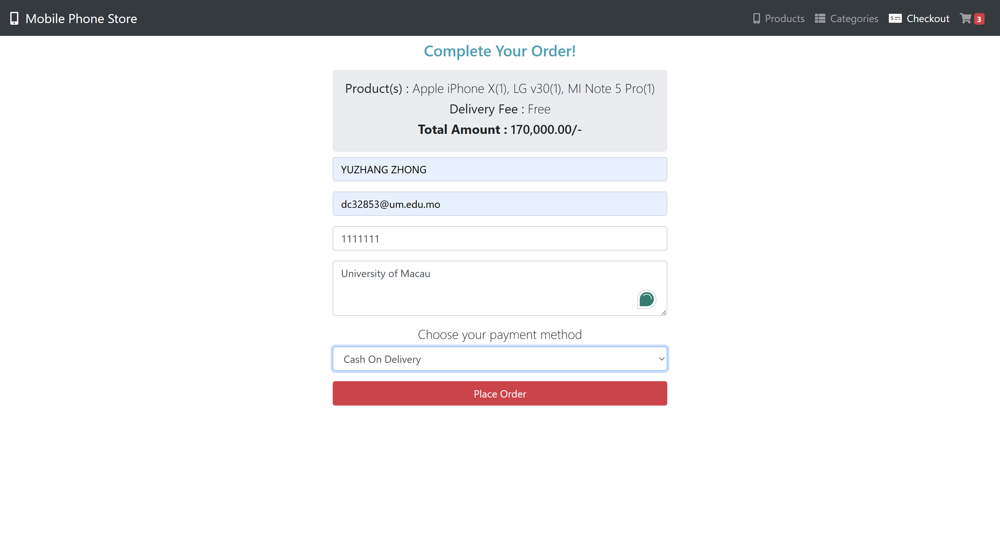 Mobile Phone Store
Products Categories Checkout 3
Complete Your Order!
Product(s) : Apple iPhone X(1), LG v30(1), MI Note 5 Pro(1)
Delivery Fee : Free
Total Amount : 170,000.00/-
YUZHANG ZHONG
dc32853@um.edu.mo
1111111
University of Macau
Choose your payment method
Cash On Delivery
Place Order